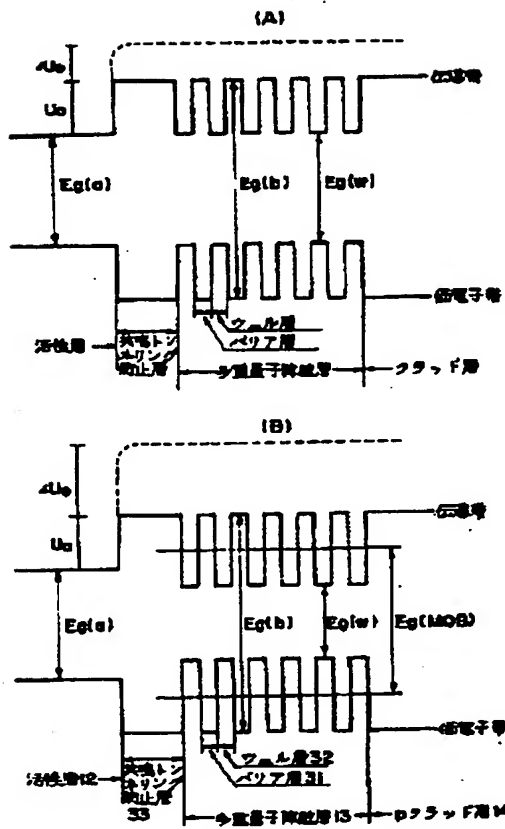 (A)
ΔUe
Uo
伝導帯
Eg(a)
Eg(b)
Eg(w)
価電子帯
活性層
共鳴トン
ネリング
防止層
ウェル層
バリア層
多重量子障壁層
クラッド層
(B)
ΔUe
Uo
伝導帯
Eg(a)
Eg(b)
Eg(w)
Eg(MQB)
価電子帯
活性層12
共鳴トン
ネリング
防止層
33
ウェル層32
バリア層31
多重量子障壁層13
pクラッド層14